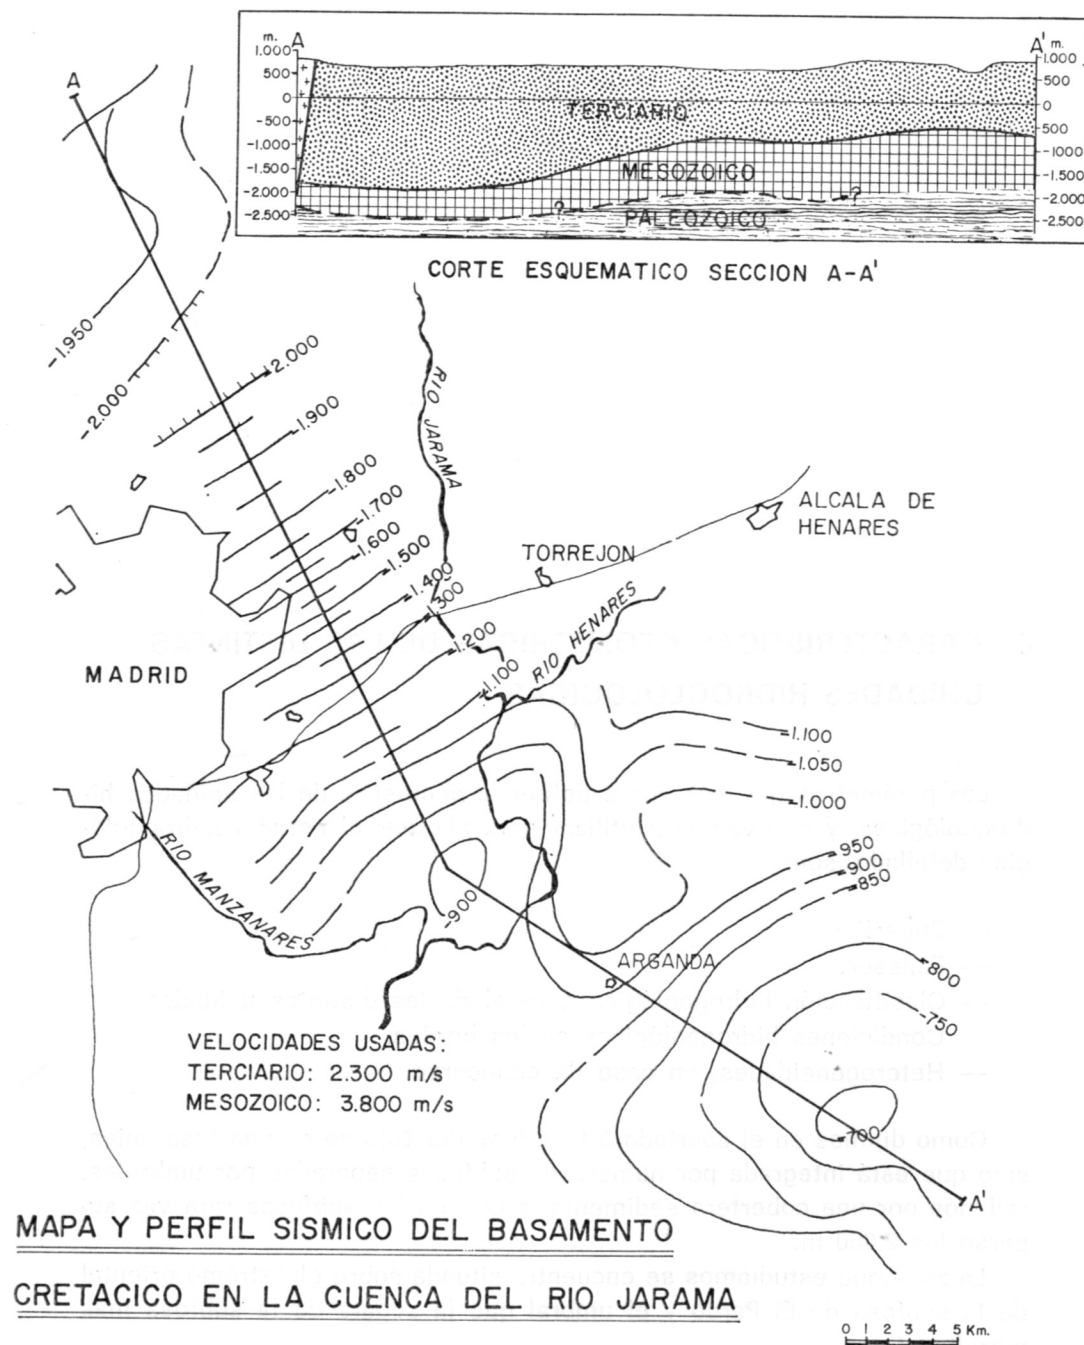 m. A
A' m.
1.000
500
0
-500
-1.000
-1.500
-2.000
-2.500
1.000
500
0
500
-1.000
-1.500
-2.000
-2.500
TERCIARIO
MESOZOICO
? ?
PALEOZOICO
CORTE ESQUEMATICO SECCION A-A'
A
-1.950
-2.000
-2.000
-1.900
-1.800
-1.700
-1.600
-1.500
-1.400
-1.300
-1.200
-1.100
RIO JARAMA
ALCALA DE
HENARES
TORREJON
RIO HENARES
MADRID
-1.100
-1.050
-1.000
-950
-900
-850
RIO MANZANARES
-900
ARGANDA
-800
-750
-700
A'
VELOCIDADES USADAS:
TERCIARIO: 2.300 m/s
MESOZOICO: 3.800 m/s
MAPA Y PERFIL SISMICO DEL BASAMENTO
CRETACICO EN LA CUENCA DEL RIO JARAMA
0 1 2 3 4 5 Km.